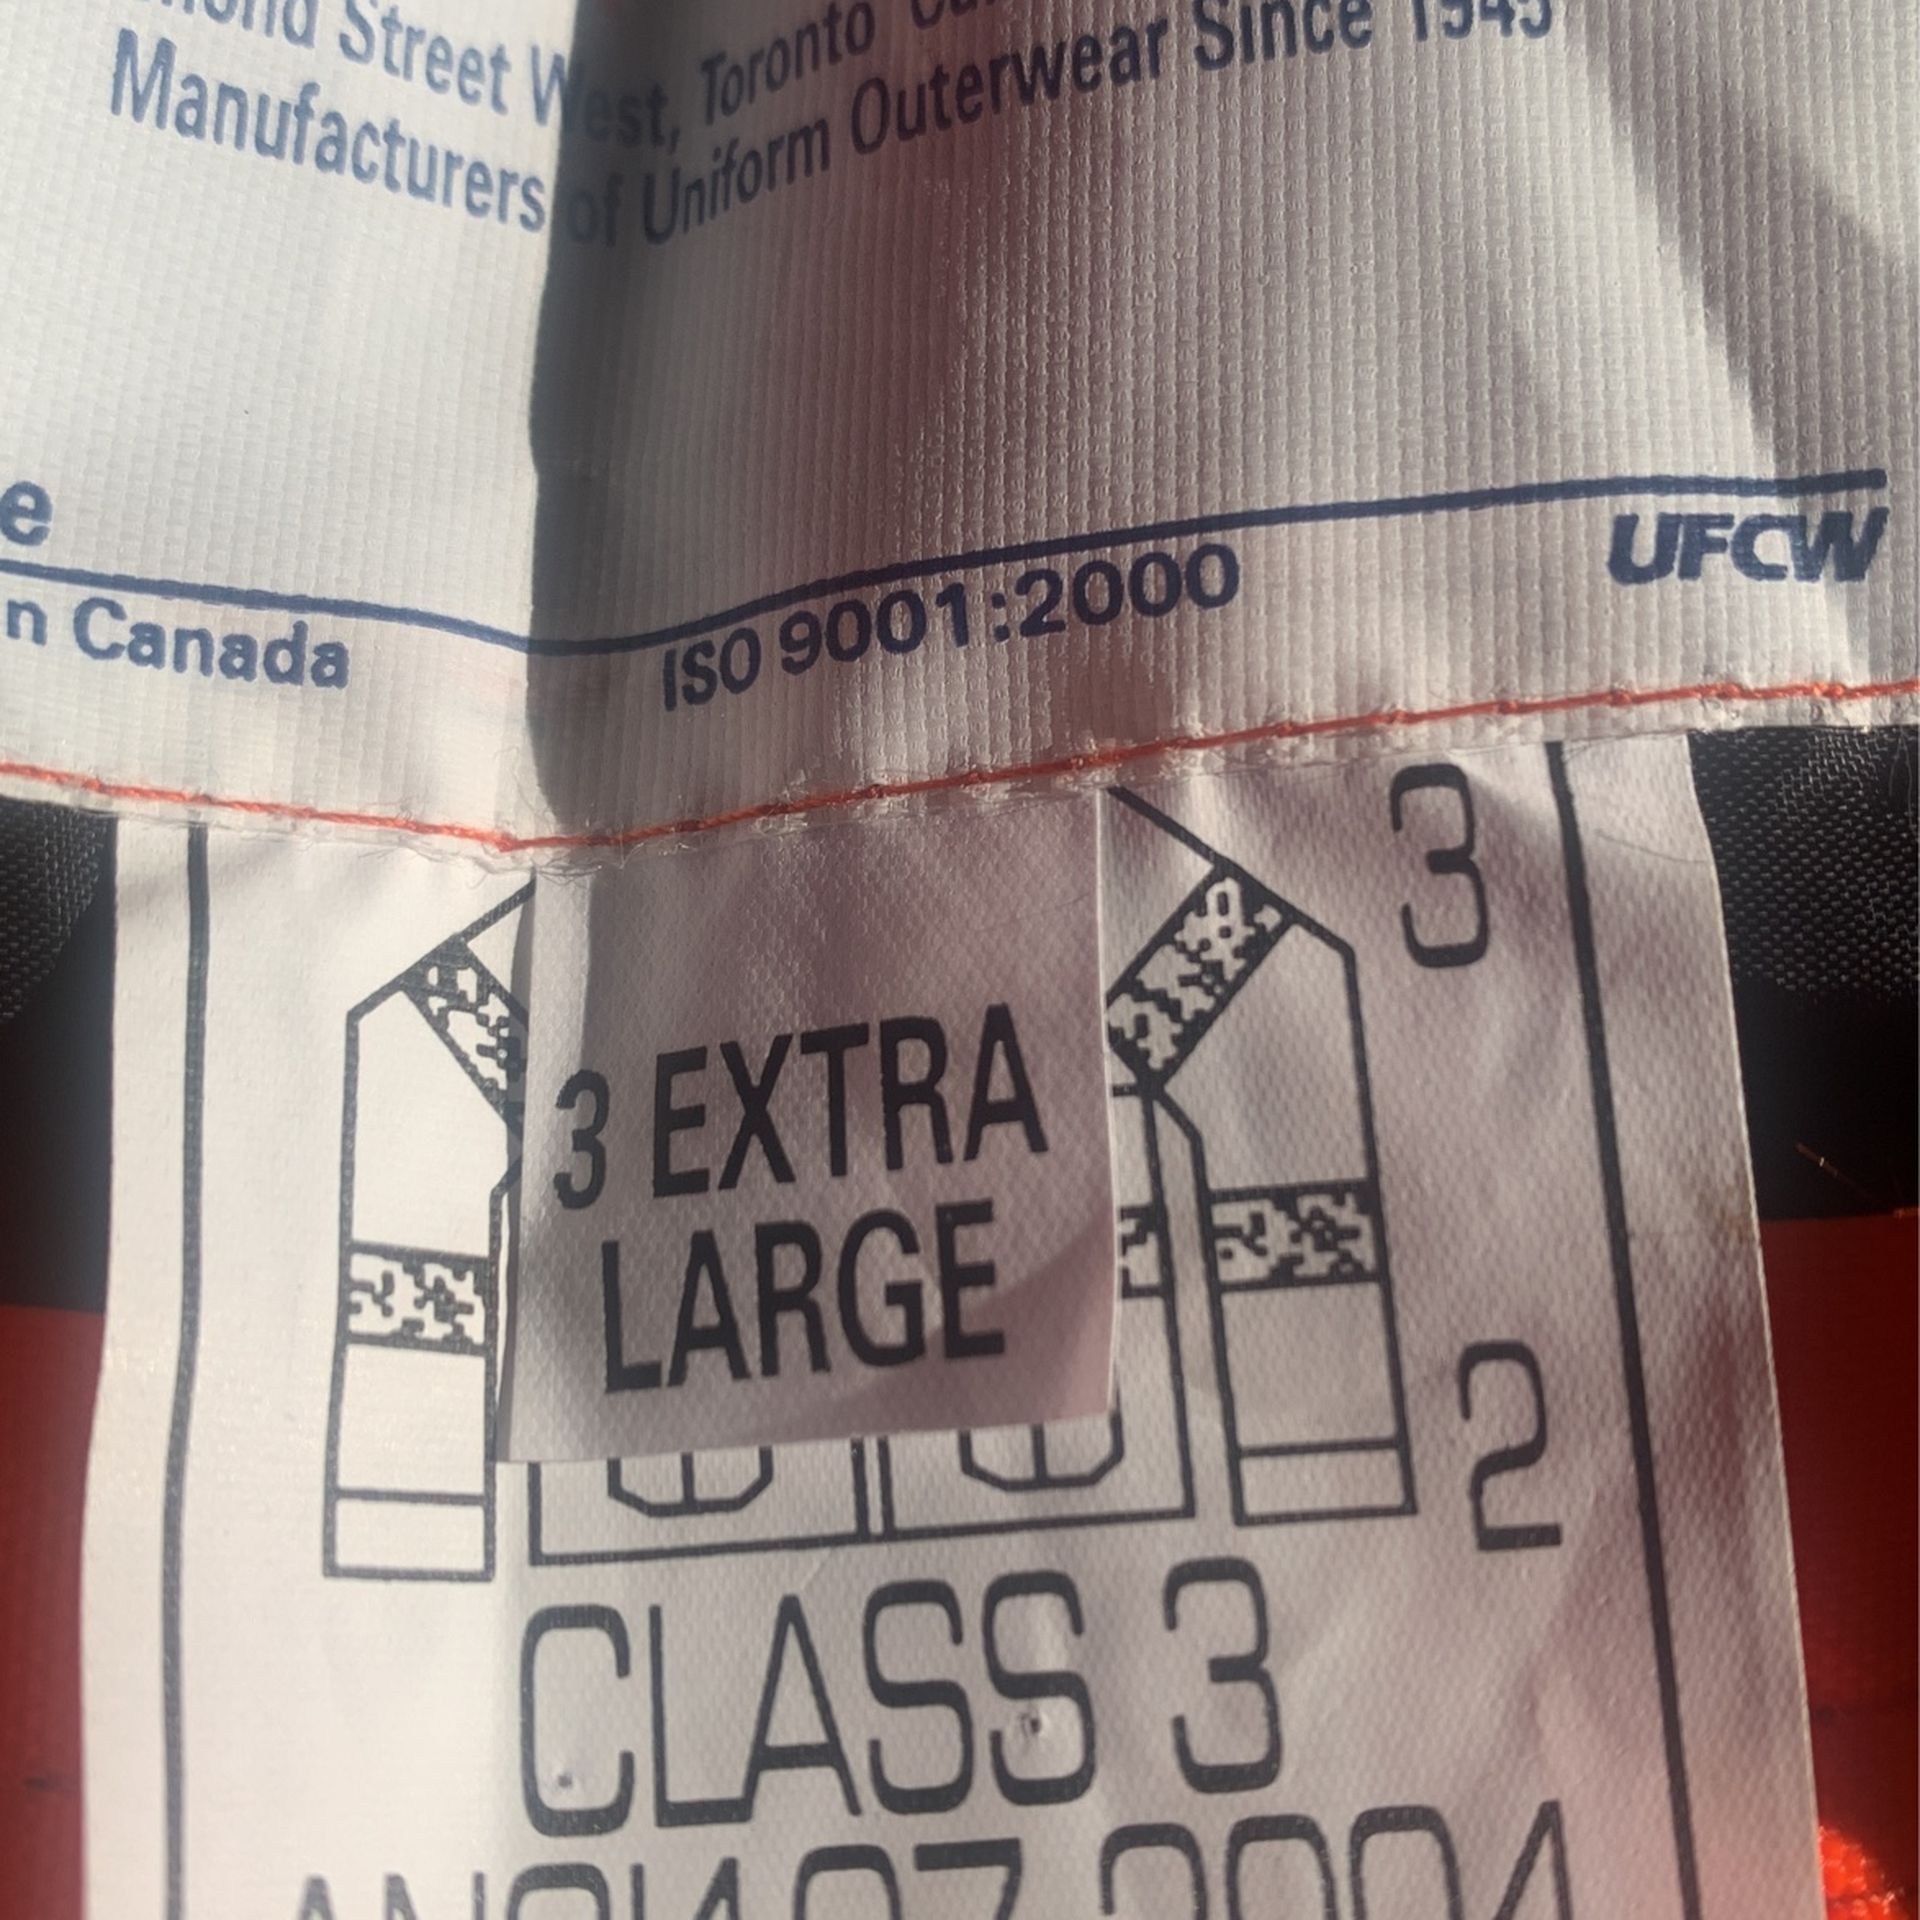 Street West, Toronto
Manufacturers of Uniform Outerwear Since 1945
e
n Canada
ISO 9001:2000
UFCW
3
3 EXTRA
LARGE
2
CLASS 3